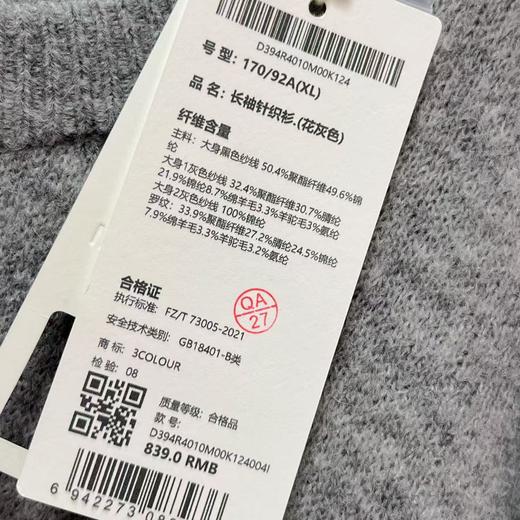 D394R4010M00K124
号 型: 170/92A(XL)
品 名: 长袖针织衫.(花灰色)
纤维含量
主料: 大身黑色纱线 50.4%聚酯纤维49.6%锦
纶
大身1灰色纱线 32.4%聚酯纤维30.7%腈纶
21.9%锦纶8.7%绵羊毛3.3%羊驼毛3%氨纶
大身2灰色纱线 100%锦纶
罗纹: 33.9%聚酯纤维27.2%腈纶24.5%锦纶
7.9%绵羊毛3.3%羊驼毛3.2%氨纶
合格证
执行标准: FZ/T 73005-2021
安全技术类别: GB18401-B类
商 标: 3COLOUR
检 验: 08
QA
27
质量等级: 合格品
款 号:
D394R4010M00K124004I
839.0 RMB
6 942273